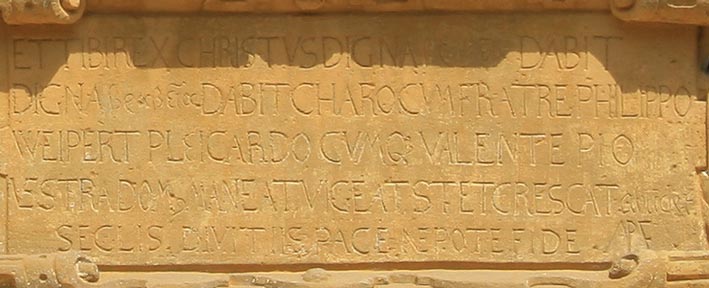 ET TIBI REX CHRISTVS DIGNA DABIT
DIGNA DABIT CHARO CVM FRATRE PHILIPPO
WEIPERT PLEICARDO CVMQ; VALENTE PIO
VESTRA DOM; MANEAT VIGEAT STET CRESCAT
SECLIS DIVITIIS PACE NEPOTE FIDE